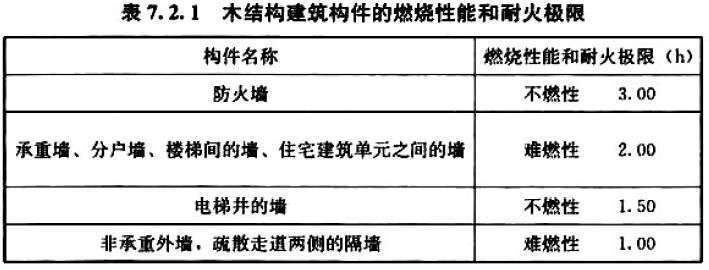 表 7.2.1 木结构建筑构件的燃烧性能和耐火极限
构件名称 燃烧性能和耐火极限（h）
防火墙 不燃性 3.00
承重墙、分户墙、楼梯间的墙、住宅建筑单元之间的墙 难燃性 2.00
电梯井的墙 不燃性 1.50
非承重外墙，疏散走道两侧的隔墙 难燃性 1.00